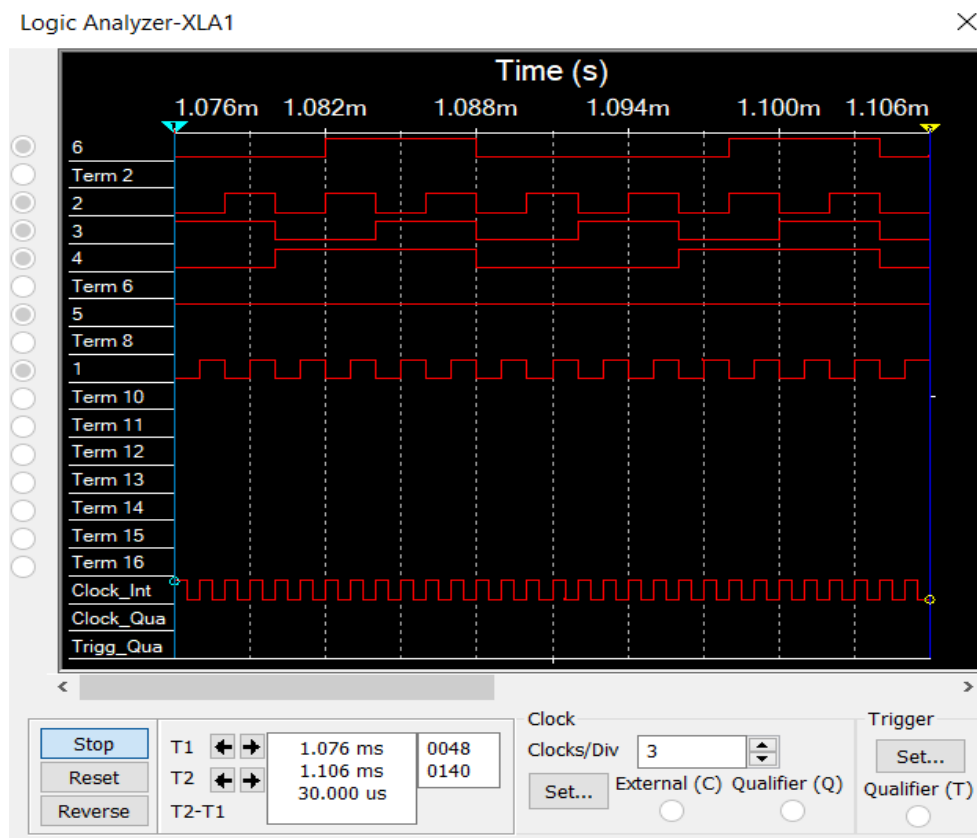 Logic Analyzer-XLA1
Time (s)
1.076m 1.082m 1.088m 1.094m 1.100m 1.106m
6
Term 2
2
3
4
Term 6
5
Term 8
1
Term 10
Term 11
Term 12
Term 13
Term 14
Term 15
Term 16
Clock_Int
Clock_Qua
Trigg_Qua
Clock
Trigger
Stop
Reset
Reverse
T1 1.076 ms 0048
T2 1.106 ms 0140
T2-T1 30.000 us
Clocks/Div 3
Set...
External (C) Qualifier (Q)
Set...
Qualifier (T)